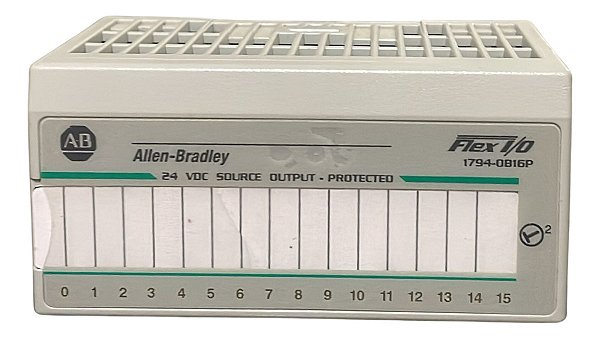 AB
Allen-Bradley
Flex I/O
1794-OB16P
24 VDC SOURCE OUTPUT - PROTECTED
2
0 1 2 3 4 5 6 7 8 9 10 11 12 13 14 15